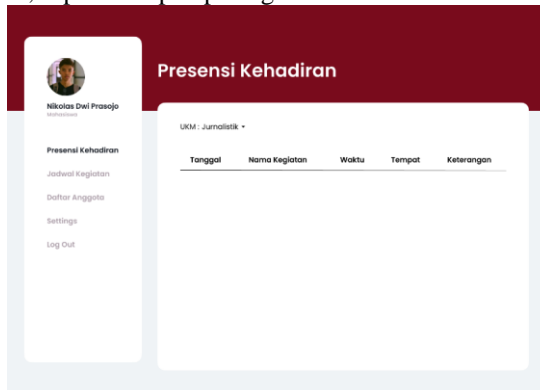 Presensi Kehadiran
Nikolas Dwi Prasojo
Mahasiswa
Presensi Kehadiran
Jadwal Kegiatan
Daftar Anggota
Settings
Log Out
UKM : Jurnalistik
Tanggal Nama Kegiatan Waktu Tempat Keterangan